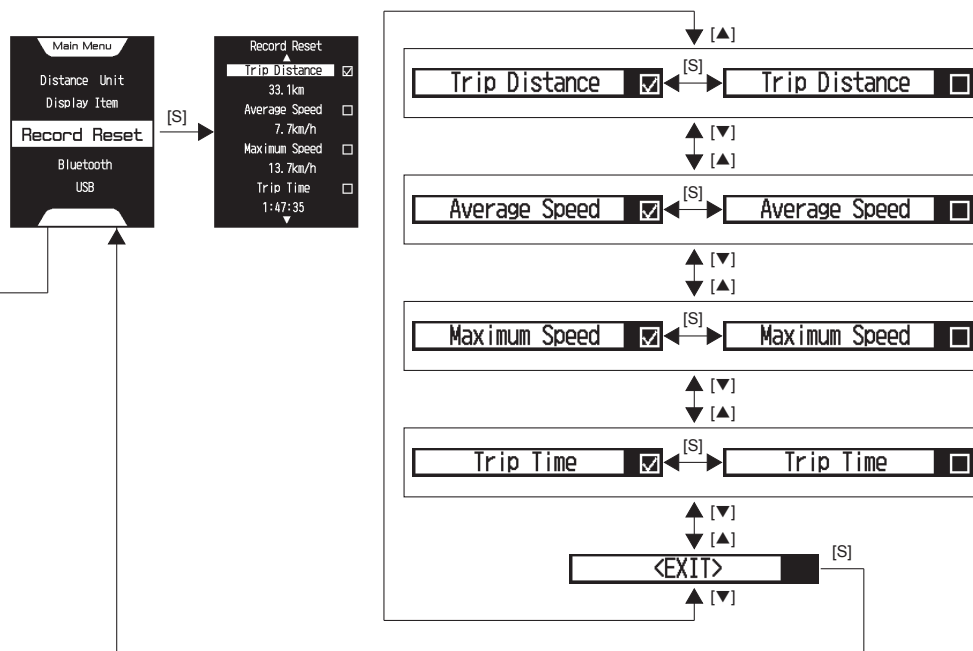 Main Menu
Distance Unit
Display Item
Record Reset
Bluetooth
USB
[S]
Record Reset
▲
Trip Distance ☑
33.1km
Average Speed □
7.7km/h
Maximum Speed □
13.7km/h
Trip Time □
1:47:35
▼
[▲]
Trip Distance ☑
[S]
Trip Distance □
[▼]
[▲]
Average Speed ☑
[S]
Average Speed □
[▼]
[▲]
Maximum Speed ☑
[S]
Maximum Speed □
[▼]
[▲]
Trip Time ☑
[S]
Trip Time □
[▼]
[▲]
<EXIT>
[S]
[▼]